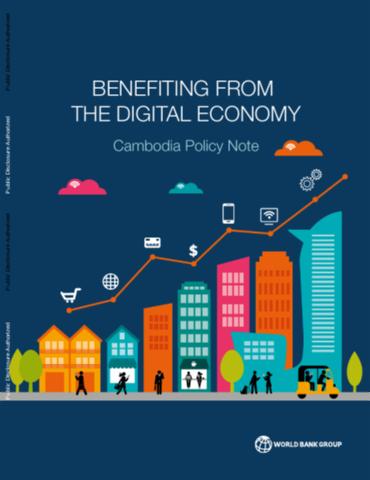 BENEFITING FROM
THE DIGITAL ECONOMY
Cambodia Policy Note
$
WORLD BANK GROUP
Public Disclosure Authorized
Public Disclosure Authorized
Public Disclosure Authorized
Public Disclosure Authorized